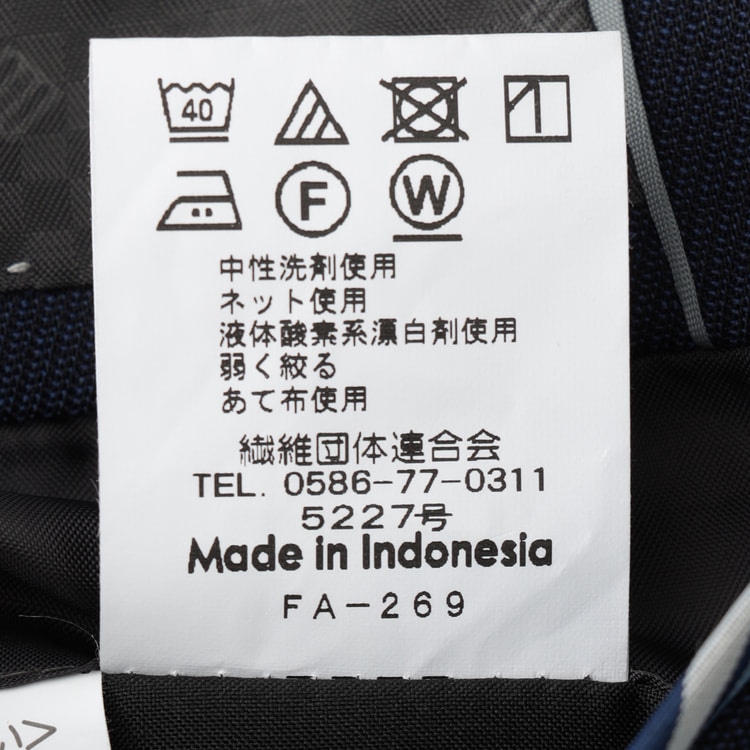 40
F W
中性洗剤使用
ネット使用
液体酸素系漂白剤使用
弱く絞る
あて布使用
繊維団体連合会
TEL. 0586-77-0311
5227号
Made in Indonesia
FA-269